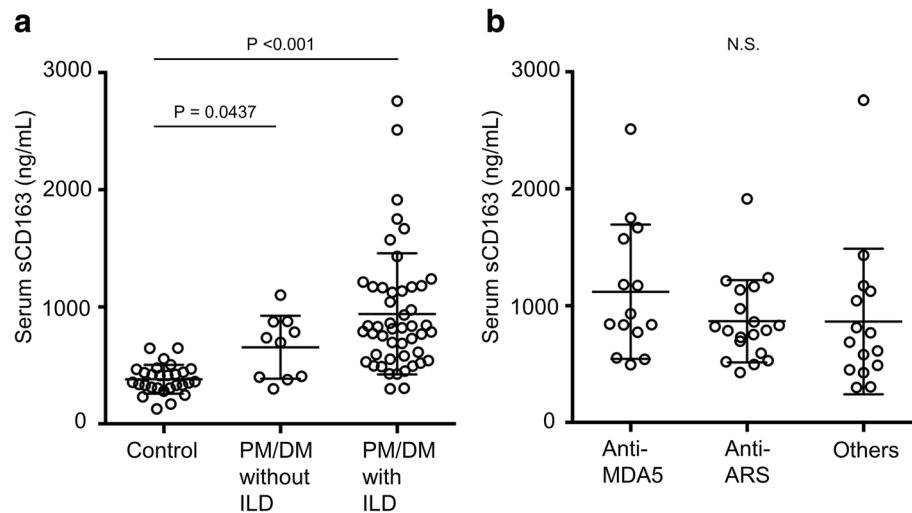 a
P <0.001
P = 0.0437
Serum sCD163 (ng/mL)
3000
2000
1000
0
Control
PM/DM
without
ILD
PM/DM
with
ILD
b
N.S.
Serum sCD163 (ng/mL)
3000
2000
1000
0
Anti-
MDA5
Anti-
ARS
Others